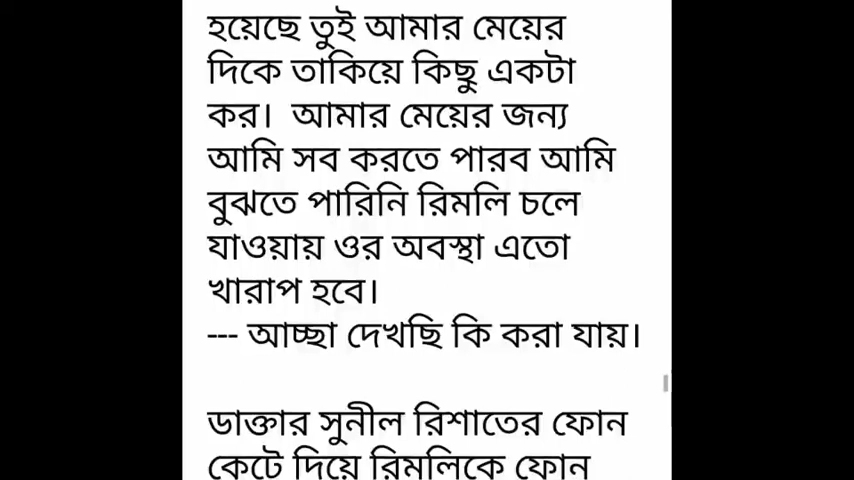 হয়েছে তুই আমার মেয়ের
দিকে তাকিয়ে কিছু একটা
কর। আমার মেয়ের জন্য
আমি সব করতে পারব আমি
বুঝতে পারিনি রিমলি চলে
যাওয়ায় ওর অবস্থা এতো
খারাপ হবে।
--- আচ্ছা দেখছি কি করা যায়।
ডাক্তার সুনীল রিশাতের ফোন
কেটে দিয়ে রিমলিকে ফোন